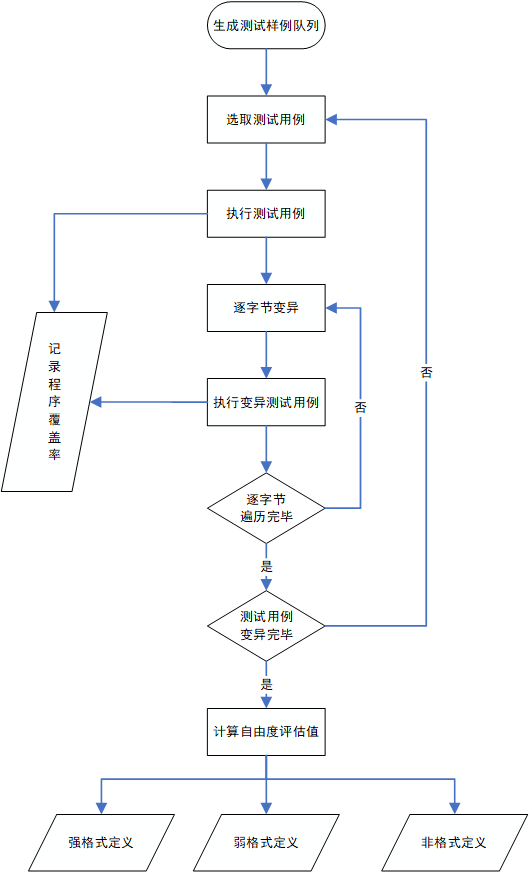 生成测试样例队列
选取测试用例
执行测试用例
逐字节变异
记录程序覆盖率
否
执行变异测试用例
否
逐字节
遍历完毕
是
测试用例
变异完毕
是
计算自由度评估值
强格式定义
弱格式定义
非格式定义